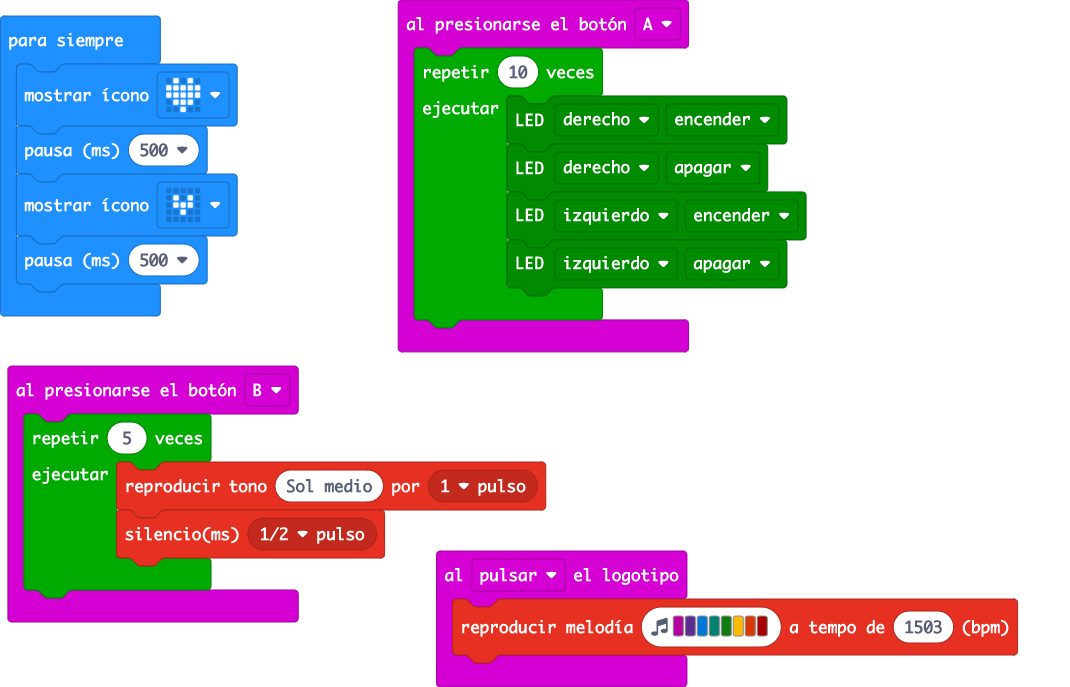 para siempre
mostrar ícono
pausa (ms) 500
mostrar ícono
pausa (ms) 500
al presionarse el botón A
repetir 10 veces
ejecutar
LED derecho encender
LED derecho apagar
LED izquierdo encender
LED izquierdo apagar
al presionarse el botón B
repetir 5 veces
ejecutar
reproducir tono Sol medio por 1 pulso
silencio(ms) 1/2 pulso
al pulsar el logotipo
reproducir melodía a tempo de 1503 (bpm)